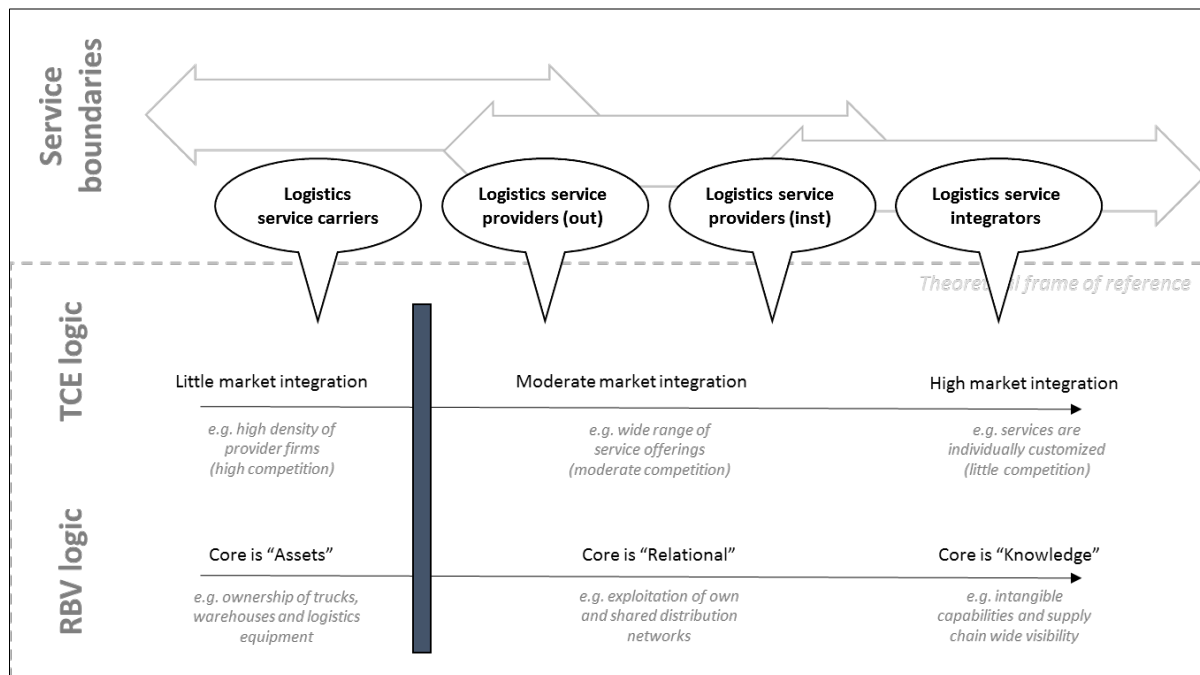 Service
boundaries
Logistics
service carriers
Logistics service
providers (out)
Logistics service
providers (inst)
Logistics service
integrators
frame of reference
TCE logic
Little market integration
Moderate market integration
High market integration
e.g. high density of
provider firms
(high competition)
e.g. wide range of
service offerings
(moderate competition)
e.g. services are
individually customized
(little competition)
RBV logic
Core is “Assets”
Core is “Relational”
Core is “Knowledge”
e.g. ownership of trucks,
warehouses and logistics
equipment
e.g. exploitation of own
and shared distribution
networks
e.g. intangible
capabilities and supply
chain wide visibility